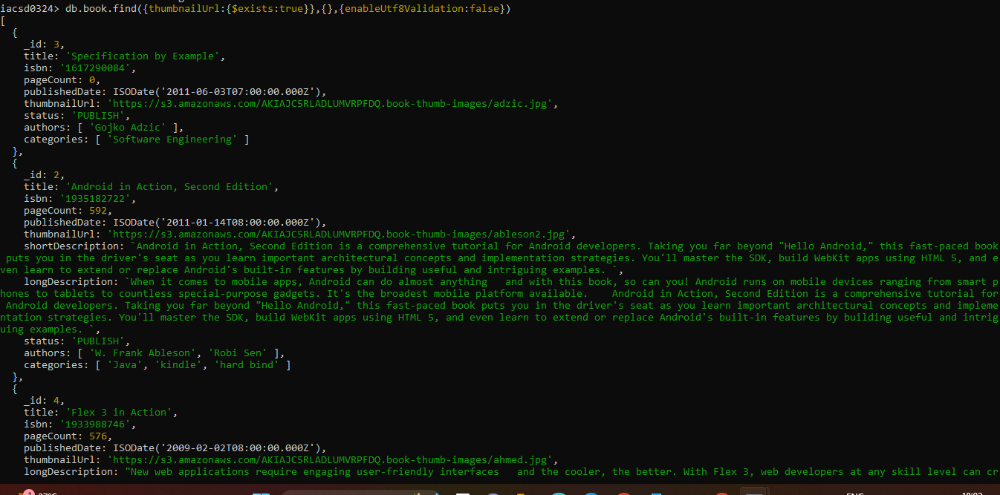 iacsd0324> db.book.find({thumbnailUrl:{$exists:true}},{},{enableUtf8Validation:false})
[
  {
    _id: 3,
    title: 'Specification by Example',
    isbn: '1617290084',
    pageCount: 0,
    publishedDate: ISODate('2011-06-03T07:00:00.000Z'),
    thumbnailUrl: 'https://s3.amazonaws.com/AKIAJC5RLADLUMVRPFDQ.book-thumb-images/adzic.jpg',
    status: 'PUBLISH',
    authors: [ 'Gojko Adzic' ],
    categories: [ 'Software Engineering' ]
  },
  {
    _id: 2,
    title: 'Android in Action, Second Edition',
    isbn: '1935182722',
    pageCount: 592,
    publishedDate: ISODate('2011-01-14T08:00:00.000Z'),
    thumbnailUrl: 'https://s3.amazonaws.com/AKIAJC5RLADLUMVRPFDQ.book-thumb-images/ableson2.jpg',
    shortDescription: `Android in Action, Second Edition is a comprehensive tutorial for Android developers. Taking you far beyond "Hello Android," this fast-paced book
 puts you in the driver's seat as you learn important architectural concepts and implementation strategies. You'll master the SDK, build WebKit apps using HTML 5, and e
ven learn to extend or replace Android's built-in features by building useful and intriguing examples. `,
    longDescription: `When it comes to mobile apps, Android can do almost anything   and with this book, so can you! Android runs on mobile devices ranging from smart p
hones to tablets to countless special-purpose gadgets. It's the broadest mobile platform available.    Android in Action, Second Edition is a comprehensive tutorial for
 Android developers. Taking you far beyond "Hello Android," this fast-paced book puts you in the driver's seat as you learn important architectural concepts and impleme
ntation strategies. You'll master the SDK, build WebKit apps using HTML 5, and even learn to extend or replace Android's built-in features by building useful and intrig
uing examples. `,
    status: 'PUBLISH',
    authors: [ 'W. Frank Ableson', 'Robi Sen' ],
    categories: [ 'Java', 'kindle', 'hard bind' ]
  },
  {
    _id: 4,
    title: 'Flex 3 in Action',
    isbn: '1933988746',
    pageCount: 576,
    publishedDate: ISODate('2009-02-02T08:00:00.000Z'),
    thumbnailUrl: 'https://s3.amazonaws.com/AKIAJC5RLADLUMVRPFDQ.book-thumb-images/ahmed.jpg',
    longDescription: "New web applications require engaging user-friendly interfaces   and the cooler, the better. With Flex 3, web developers at any skill level can cr